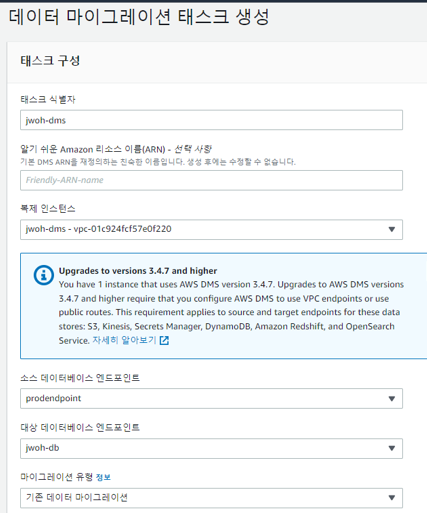 데이터 마이그레이션 태스크 생성
태스크 구성
태스크 식별자
jwoh-dms
알기 쉬운 Amazon 리소스 이름(ARN) - 선택 사항
기본 DMS ARN을 재정의하는 친숙한 이름입니다. 생성 후에는 수정할 수 없습니다.
Friendly-ARN-name
복제 인스턴스
jwoh-dms - vpc-01c924fcf57e0f220
Upgrades to versions 3.4.7 and higher
You have 1 instance that uses AWS DMS version 3.4.7. Upgrades to AWS DMS versions
3.4.7 and higher require that you configure AWS DMS to use VPC endpoints or use
public routes. This requirement applies to source and target endpoints for these data
stores: S3, Kinesis, Secrets Manager, DynamoDB, Amazon Redshift, and OpenSearch
Service. 자세히 알아보기
소스 데이터베이스 엔드포인트
prodendpoint
대상 데이터베이스 엔드포인트
jwoh-db
마이그레이션 유형 정보
기존 데이터 마이그레이션